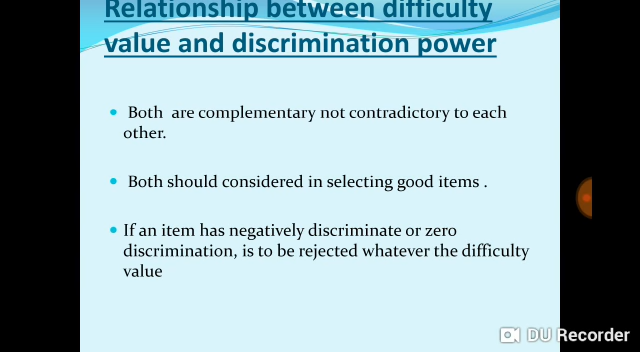 Relationship between difficulty
value and discrimination power
Both are complementary not contradictory to each
other.
Both should considered in selecting good items .
If an item has negatively discriminate or zero
discrimination, is to be rejected whatever the difficulty
value
DU Recorder